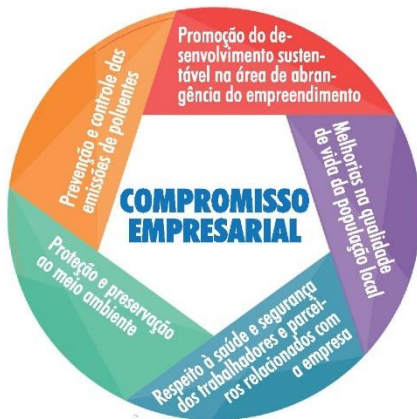 Promoção do de-
senvolvimento susten-
tável na área de abran-
gência do empreendimento
Melhorias na qualidade
de vida da população local
Respeito à saúde e segurança
dos trabalhadores e parcei-
ros relacionados com
a empresa
Proteção e preservação
ao meio ambiente
Prevenção e controle das
emissões de poluentes
COMPROMISSO
EMPRESARIAL